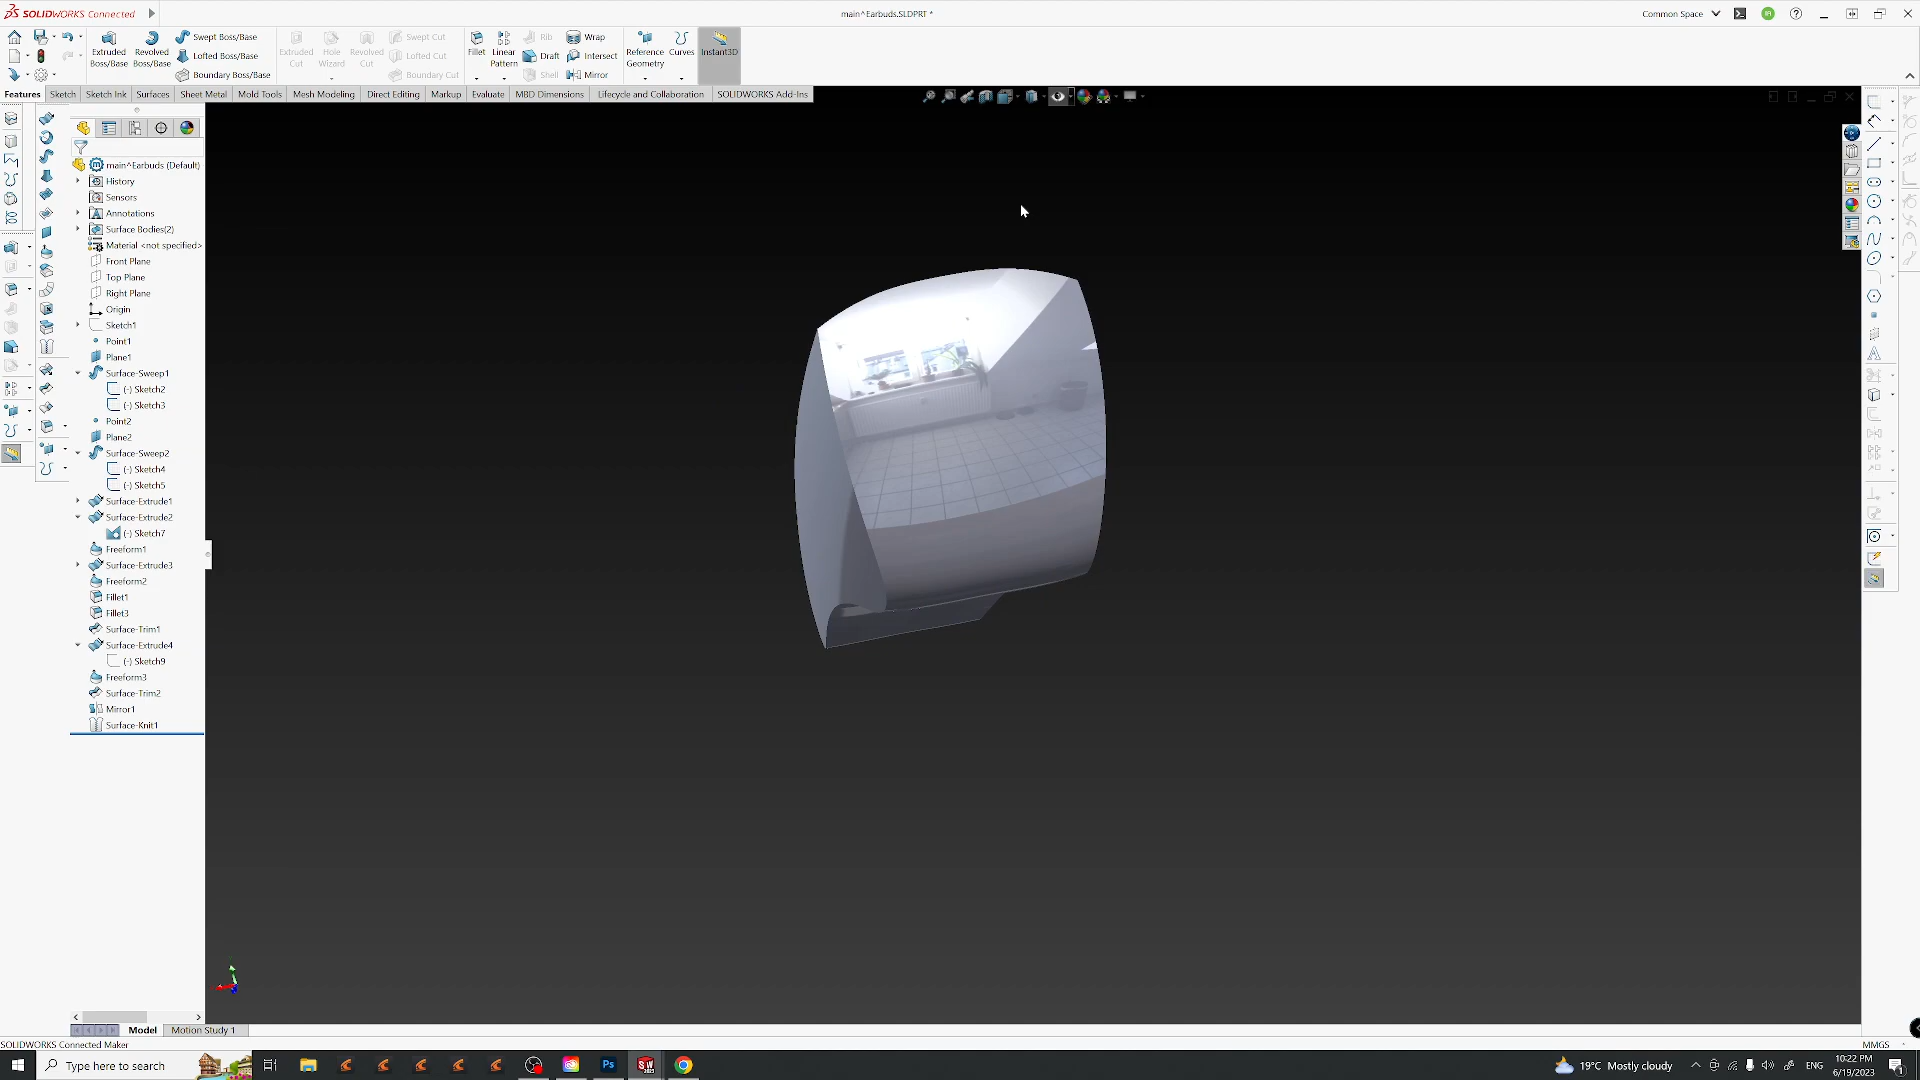 SOLIDWORKS Connected
main^Earbuds.SLDPRT *
Common Space
Extruded Boss/Base
Revolved Boss/Base
Swept Boss/Base
Lofted Boss/Base
Boundary Boss/Base
Extruded Cut
Hole Wizard
Revolved Cut
Swept Cut
Lofted Cut
Boundary Cut
Fillet
Linear Pattern
Rib
Draft
Shell
Wrap
Intersect
Mirror
Reference Geometry
Curves
Instant3D
Features
Sketch
Sketch Ink
Surfaces
Sheet Metal
Mold Tools
Mesh Modeling
Direct Editing
Markup
Evaluate
MBD Dimensions
Lifecycle and Collaboration
SOLIDWORKS Add-Ins
main^Earbuds (Default)
History
Sensors
Annotations
Surface Bodies(2)
Material <not specified>
Front Plane
Top Plane
Right Plane
Origin
Sketch1
Point1
Plane1
Surface-Sweep1
(-) Sketch2
(-) Sketch3
Point2
Plane2
Surface-Sweep2
(-) Sketch4
(-) Sketch5
Surface-Extrude1
Surface-Extrude2
(-) Sketch7
Freeform1
Surface-Extrude3
Freeform2
Fillet1
Fillet3
Surface-Trim1
Surface-Extrude4
(-) Sketch9
Freeform3
Surface-Trim2
Mirror1
Surface-Knit1
Model
Motion Study 1
SOLIDWORKS Connected Maker
MMGS
Type here to search
Ps
SW
19°C Mostly cloudy
ENG
10:22 PM
6/19/2023